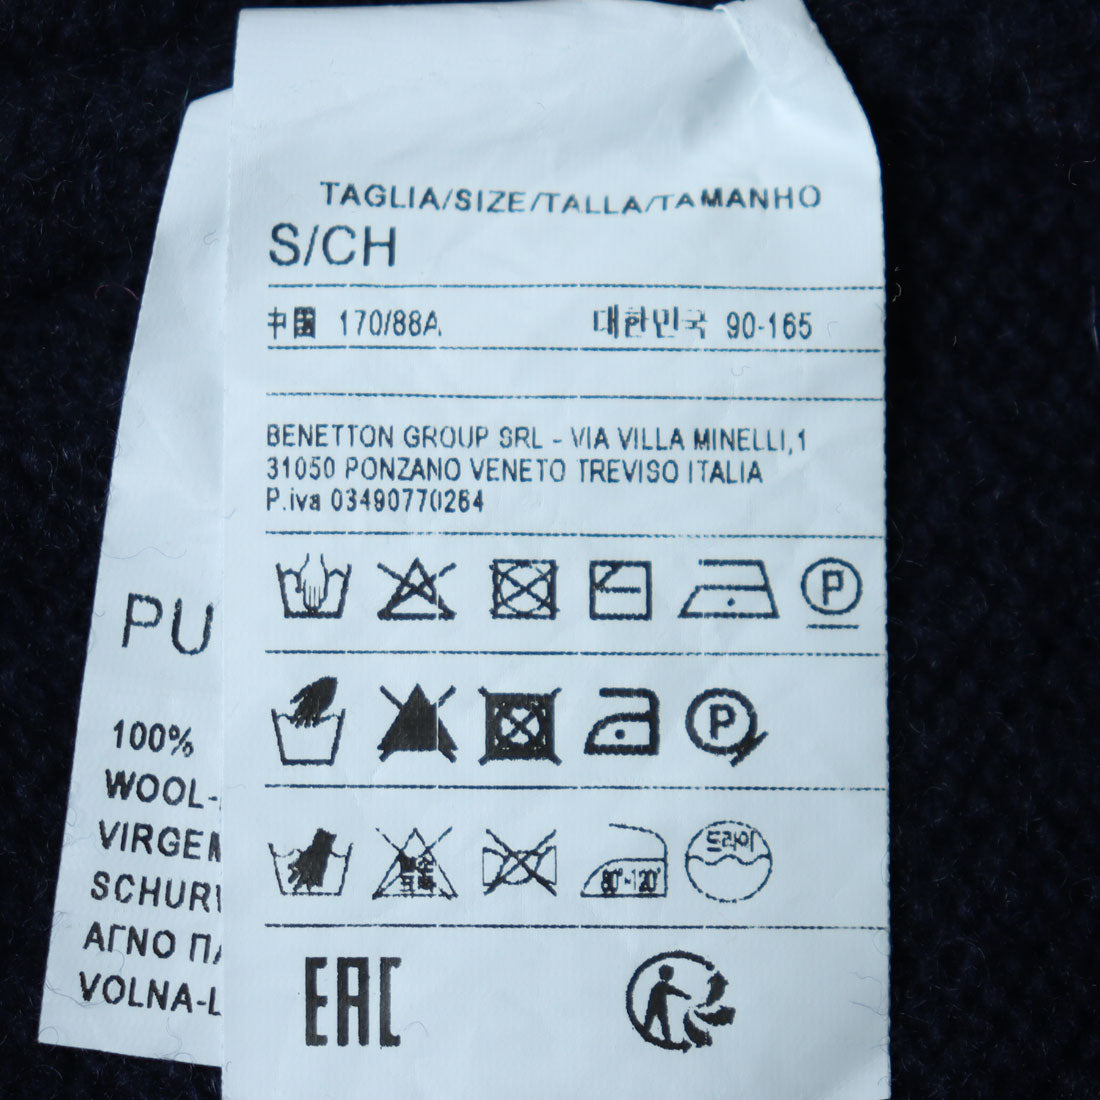 TAGLIA/SIZE/TALLA/TAMANHO
S/CH
中國 170/88A 대한민국 90-165
BENETTON GROUP SRL - VIA VILLA MINELLI,1
31050 PONZANO VENETO TREVISO ITALIA
P.iva 03490770264
P
P
드라이
80°-120°
EAC
PU
100%
WOOL-
VIRGEN
SCHURW
ΑΓΝΟ ΠΑ
VOLNA-L